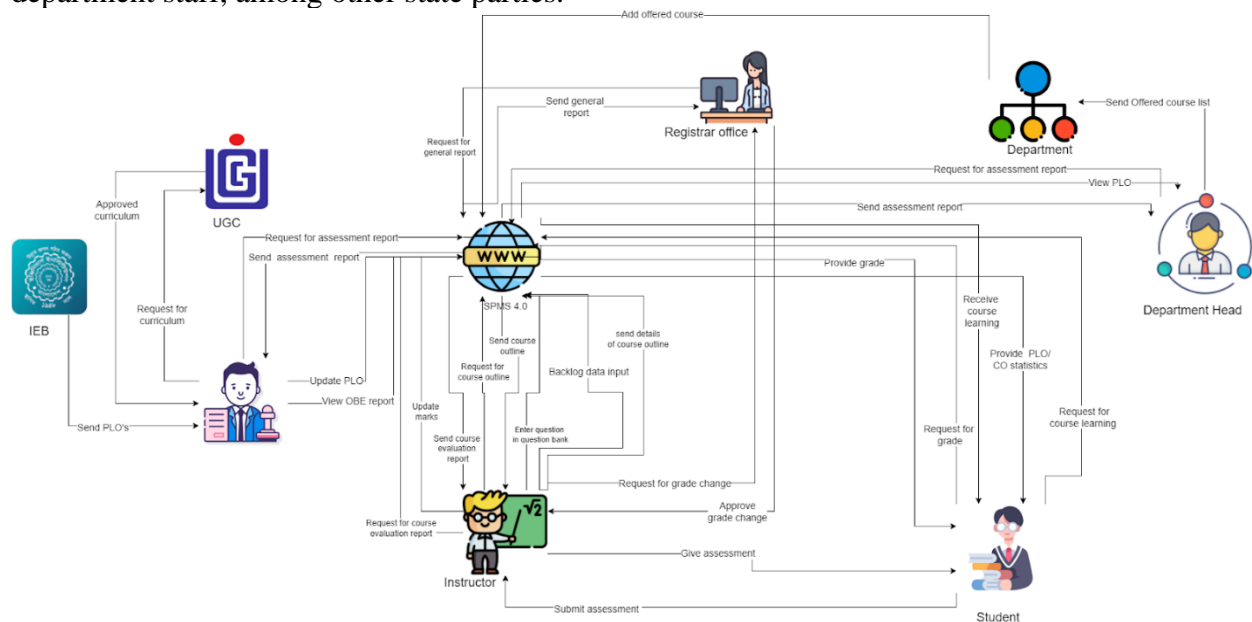 department staff, among other state parties.
Add offered course
Send general
report
Registrar office
Request for
general report
Send Offered course list
Department
Request for assessment report
View PLO
Send assessment report
Department Head
UGC
Approved
curriculum
IEB
Request for
curriculum
Request for assessment report
Send assessment report
WWW
SPMS 4.0
Provide grade
Receive
course
learning
Provide PLO/
CO statistics
Request for
course learning
Request for
grade
send details
of course outline
Send course
outline
Request for
course outline
Backlog data input
Update PLO
View OBE report
Send PLO's
Update
marks
Send course
evaluation
report
Enter question
in question bank
Request for grade change
Approve
grade change
Request for course
evaluation report
√2
Instructor
Give assessment
Submit assessment
Student